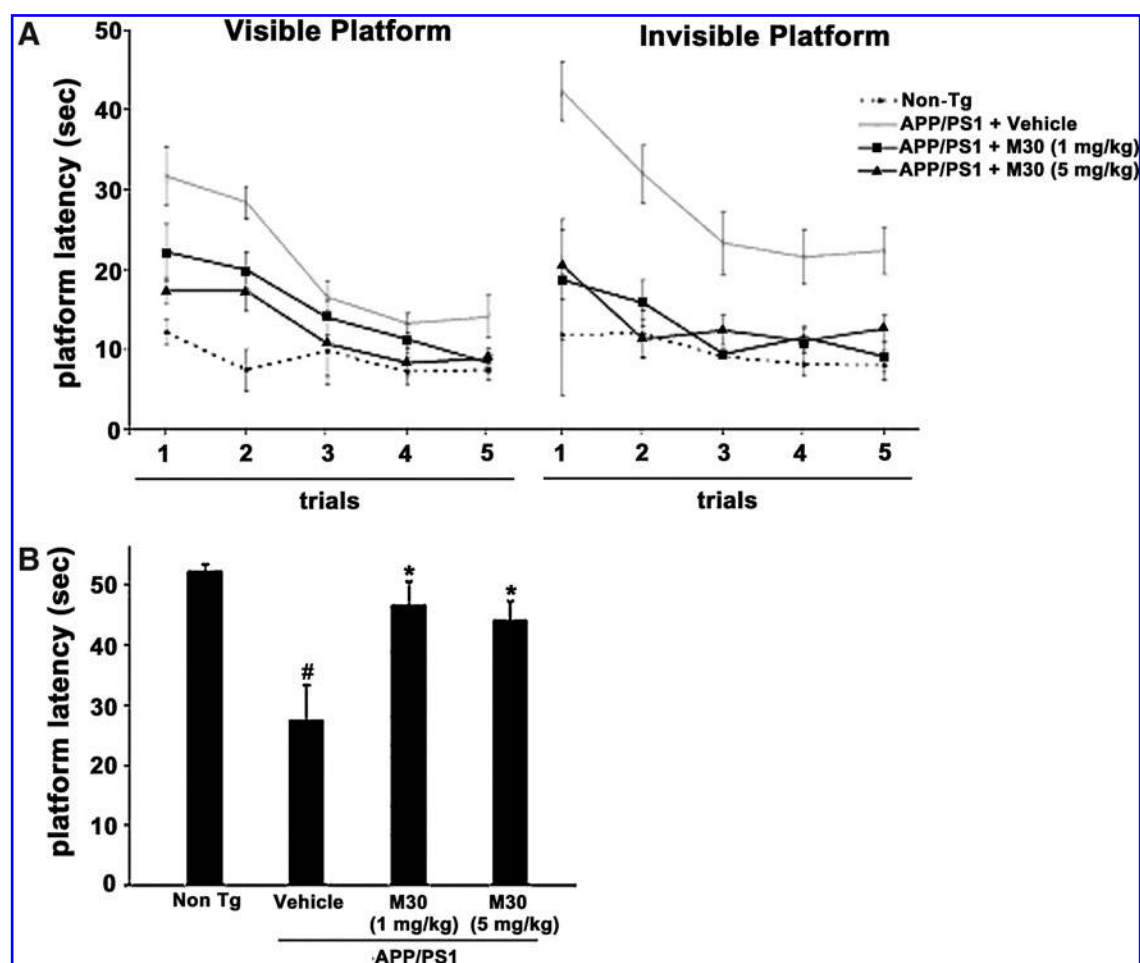 A
Visible Platform
Invisible Platform
platform latency (sec)
50
40
30
20
10
0
Non-Tg
APP/PS1 + Vehicle
APP/PS1 + M30 (1 mg/kg)
APP/PS1 + M30 (5 mg/kg)
1 2 3 4 5
trials
1 2 3 4 5
trials
B
platform latency (sec)
50
40
30
20
10
0
#
*
*
Non Tg
Vehicle
M30
(1 mg/kg)
M30
(5 mg/kg)
APP/PS1